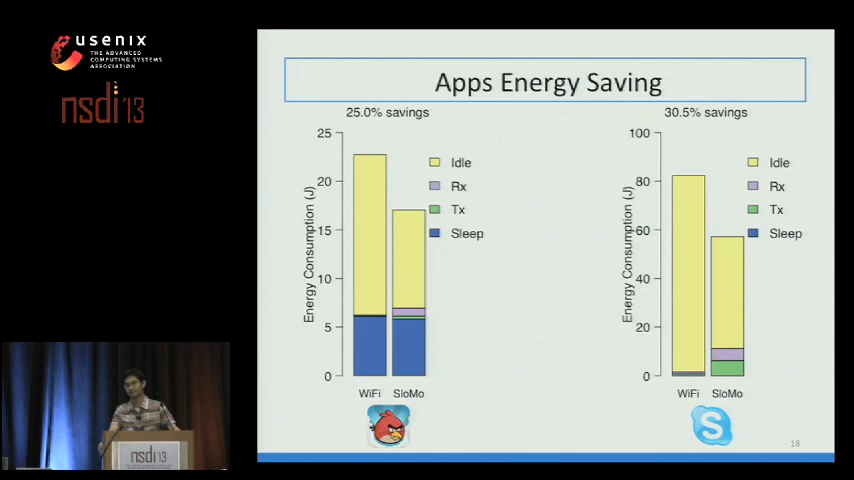 usenix
THE ADVANCED
COMPUTING SYSTEMS
ASSOCIATION
nsdi '13
Apps Energy Saving
25.0% savings
25
20
15
10
5
0
Energy Consumption (J)
Idle
Rx
Tx
Sleep
WiFi
SloMo
30.5% savings
100
80
60
40
20
0
Energy Consumption (J)
Idle
Rx
Tx
Sleep
WiFi
SloMo
S
18
nsdi '13